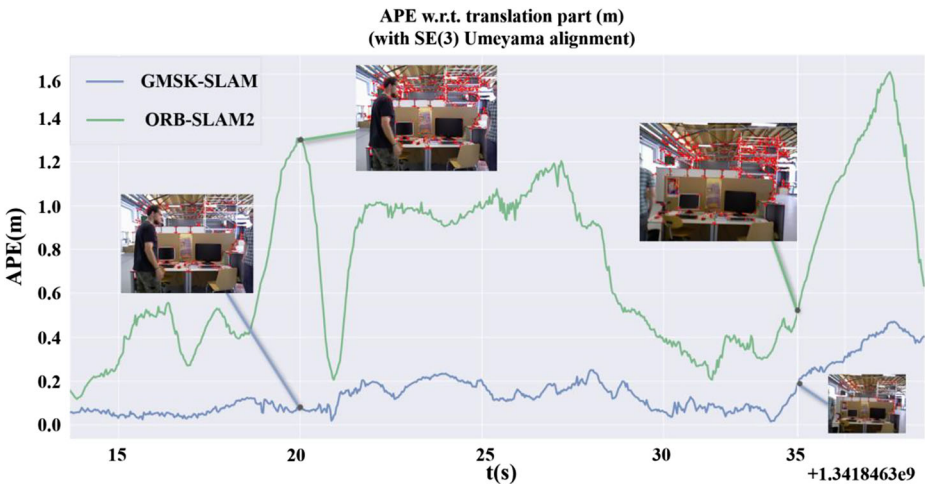 APE w.r.t. translation part (m)
(with SE(3) Umeyama alignment)
GMSK-SLAM
ORB-SLAM2
APE(m)
1.6
1.4
1.2
1.0
0.8
0.6
0.4
0.2
0.0
15 20 25 30 35
t(s)
+1.3418463e9